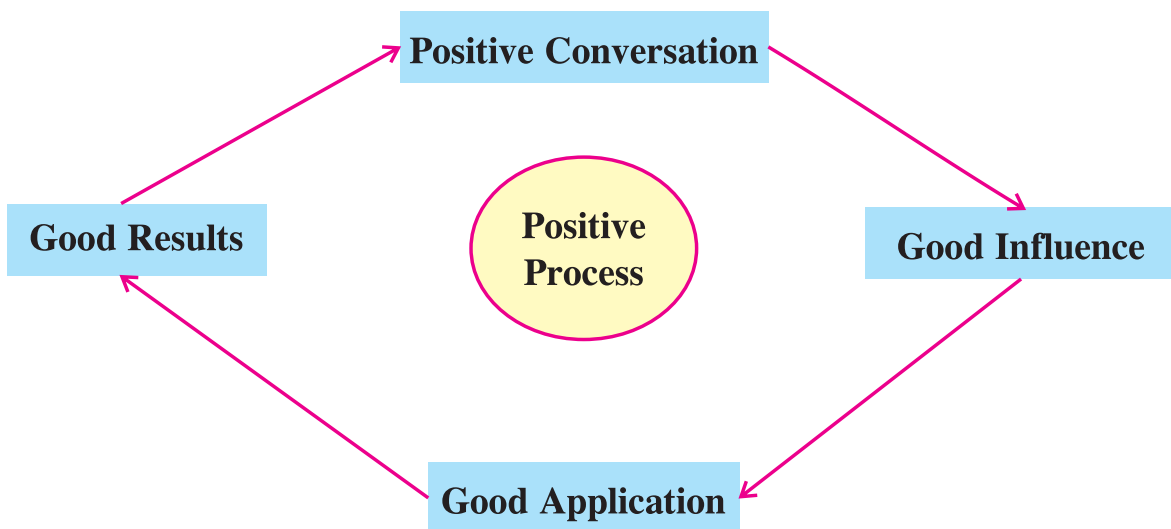 Positive Conversation
Good Results
Positive
Process
Good Influence
Good Application